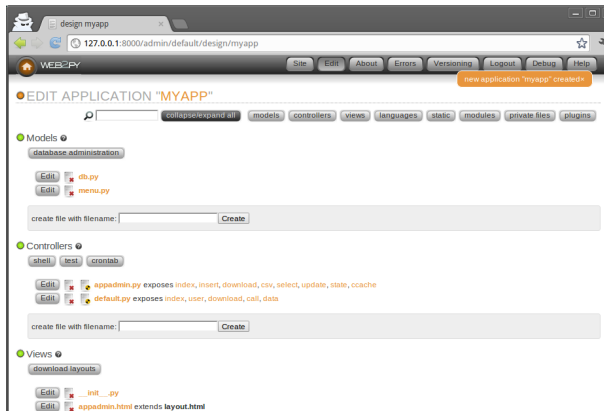 design myapp
127.0.0.1:8000/admin/default/design/myapp
WEB2PY Site Edit About Errors Versioning Logout Debug Help
new application "myapp" created×
EDIT APPLICATION "MYAPP"
collapse/expand all models controllers views languages static modules private files plugins
Models
database administration
Edit db.py
Edit menu.py
create file with filename: Create
Controllers
shell test crontab
Edit appadmin.py exposes index, insert, download, csv, select, update, state, ccache
Edit default.py exposes index, user, download, call, data
create file with filename: Create
Views
download layouts
Edit __init__.py
Edit appadmin.html extends layout.html